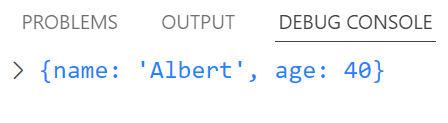 PROBLEMS OUTPUT DEBUG CONSOLE
{name: 'Albert', age: 40}